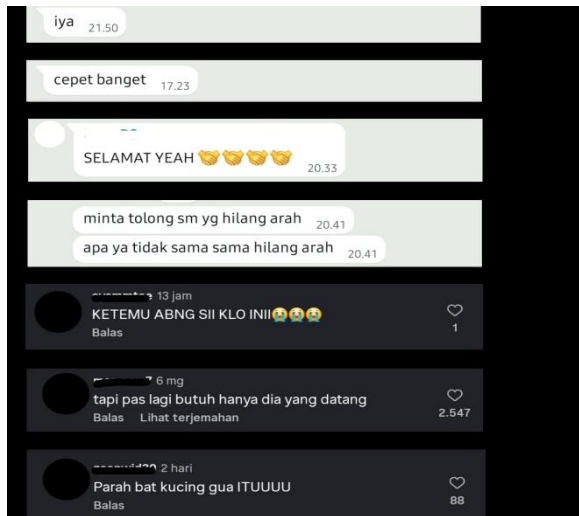 iya 21.50
cepet banget 17.23
SELAMAT YEAH 🤝🤝🤝🤝 20.33
minta tolong sm yg hilang arah 20.41
apa ya tidak sama sama hilang arah 20.41
13 jam
KETEMU ABNG SII KLO INII😭😭😭
Balas 1
6 mg
tapi pas lagi butuh hanya dia yang datang
Balas Lihat terjemahan 2.547
2 hari
Parah bat kucing gua ITUUUU
Balas 88